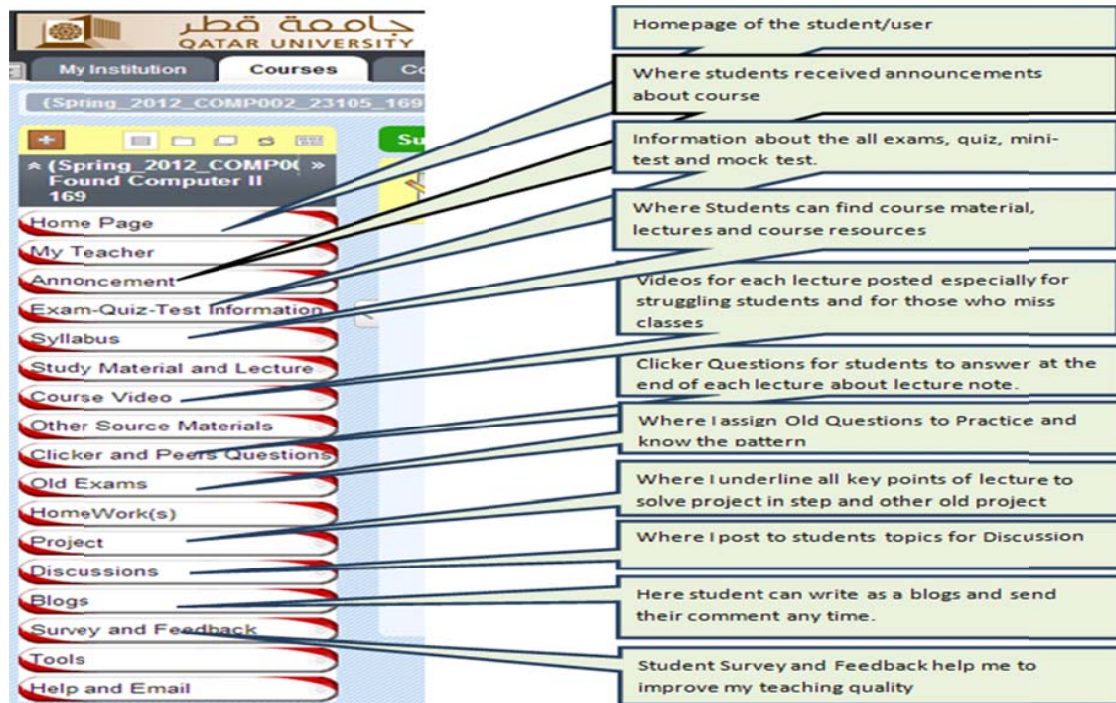 جامعة قطر
QATAR UNIVERSITY
My Institution
Courses
Co
(Spring_2012_COMP002_23105_169
Su
(Spring_2012_COMP0(
Found Computer II
169
Home Page
My Teacher
Annoncement
Exam-Quiz-Test Information
Syllabus
Study Material and Lecture
Course Video
Other Source Materials
Clicker and Peers Questions
Old Exams
HomeWork(s)
Project
Discussions
Blogs
Survey and Feedback
Tools
Help and Email
Homepage of the student/user
Where students received announcements
about course
Information about the all exams, quiz, mini-
test and mock test.
Where Students can find course material,
lectures and course resources
Videos for each lecture posted especially for
struggling students and for those who miss
classes
Clicker Questions for students to answer at the
end of each lecture about lecture note.
Where I assign Old Questions to Practice and
know the pattern
Where I underline all key points of lecture to
solve project in step and other old project
Where I post to students topics for Discussion
Here student can write as a blogs and send
their comment any time.
Student Survey and Feedback help me to
improve my teaching quality